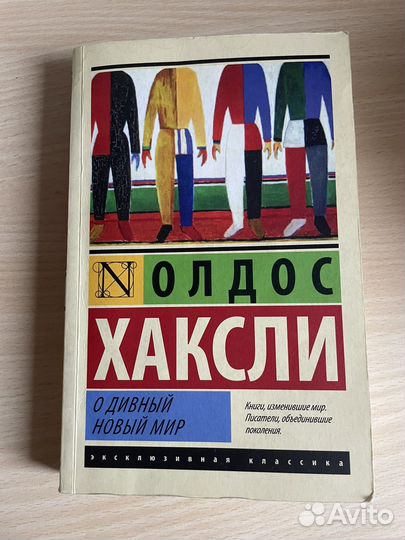 N
ОЛДОС
ХАКСЛИ
О ДИВНЫЙ
НОВЫЙ МИР
Книги, изменившие мир.
Писатели, объединившие
поколения.
ЭКСКЛЮЗИВНАЯ КЛАССИКА
Avito